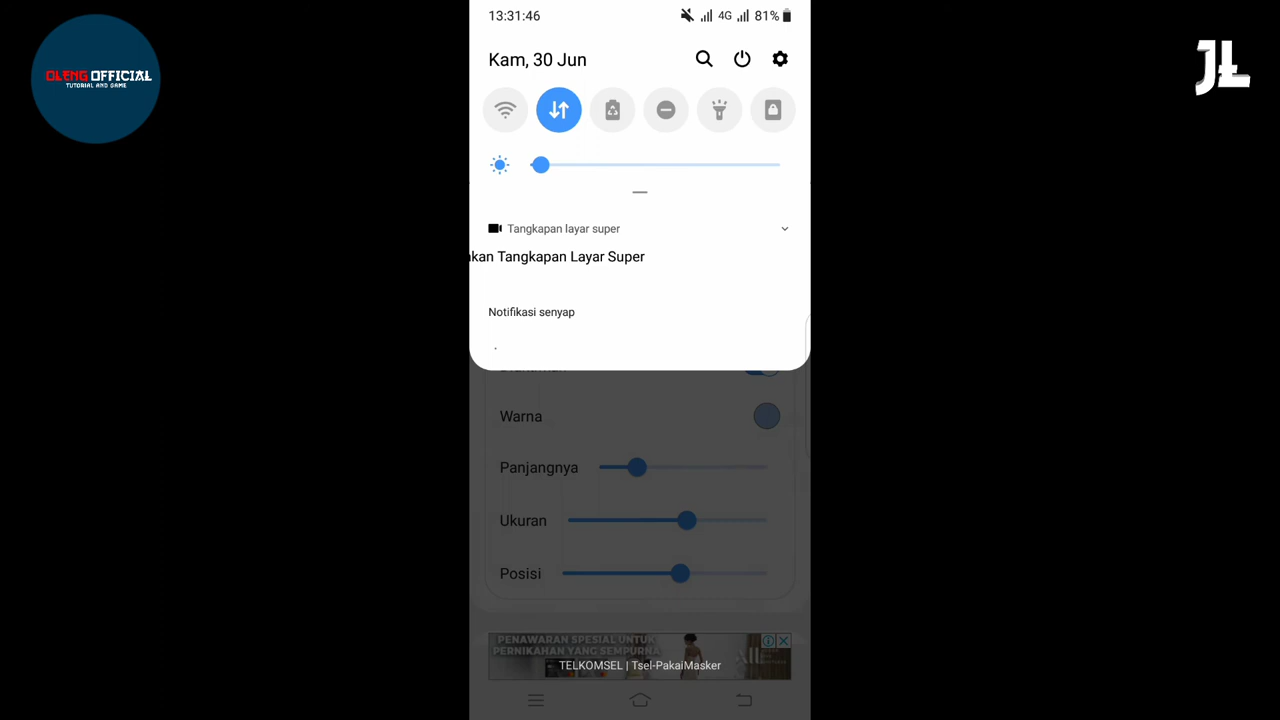 OLENG OFFICIAL
TUTORIAL AND GAME
JL
13:31:46
4G
81%
Kam, 30 Jun
Tangkapan layar super
kan Tangkapan Layar Super
Notifikasi senyap
Warna
Panjangnya
Ukuran
Posisi
PENAWARAN SPESIAL UNTUK
PERNIKAHAN YANG SEMPURNA
TELKOMSEL | Tsel-PakaiMasker